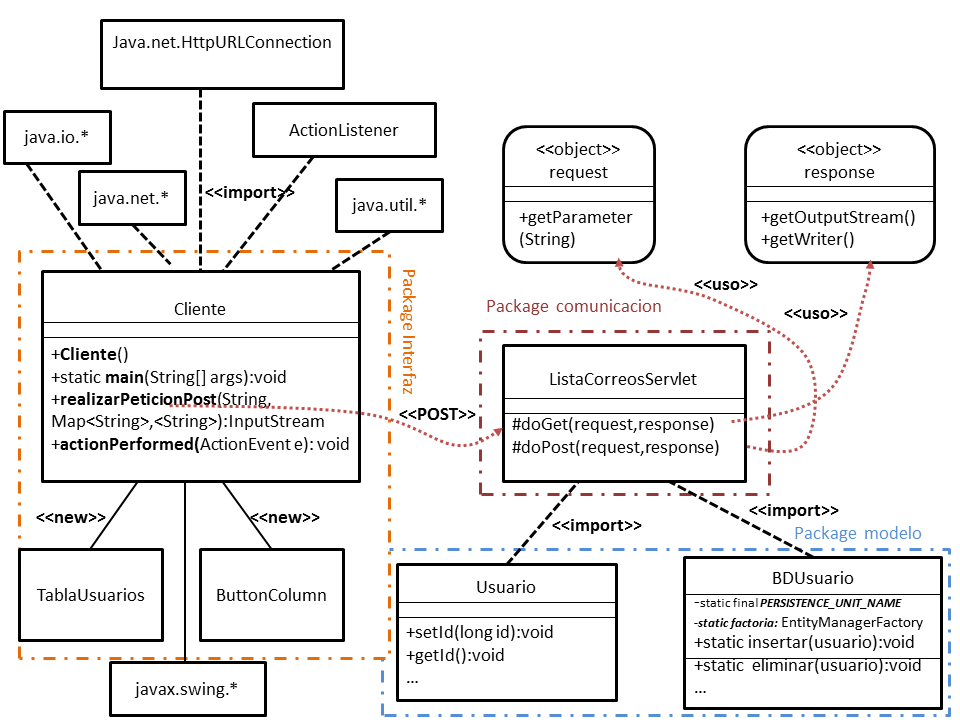 Java.net.HttpURLConnection
ActionListener
java.io.*
java.net.*
<<import>>
java.util.*
<<object>>
request
+getParameter
(String)
<<object>>
response
+getOutputStream()
+getWriter()
<<uso>>
<<uso>>
Package Interfaz
Cliente
+Cliente()
+static main(String[] args):void
+realizarPeticionPost(String,
Map<String>,<String>):InputStream
+actionPerformed(ActionEvent e): void
<<POST>>
Package comunicacion
ListaCorreosServlet
#doGet(request,response)
#doPost(request,response)
<<new>>
<<new>>
TablaUsuarios
ButtonColumn
javax.swing.*
<<import>>
<<import>>
Package modelo
Usuario
+setId(long id):void
+getId():void
...
BDUsuario
-static final PERSISTENCE_UNIT_NAME
-static factoria: EntityManagerFactory
+static insertar(usuario):void
+static eliminar(usuario):void
...